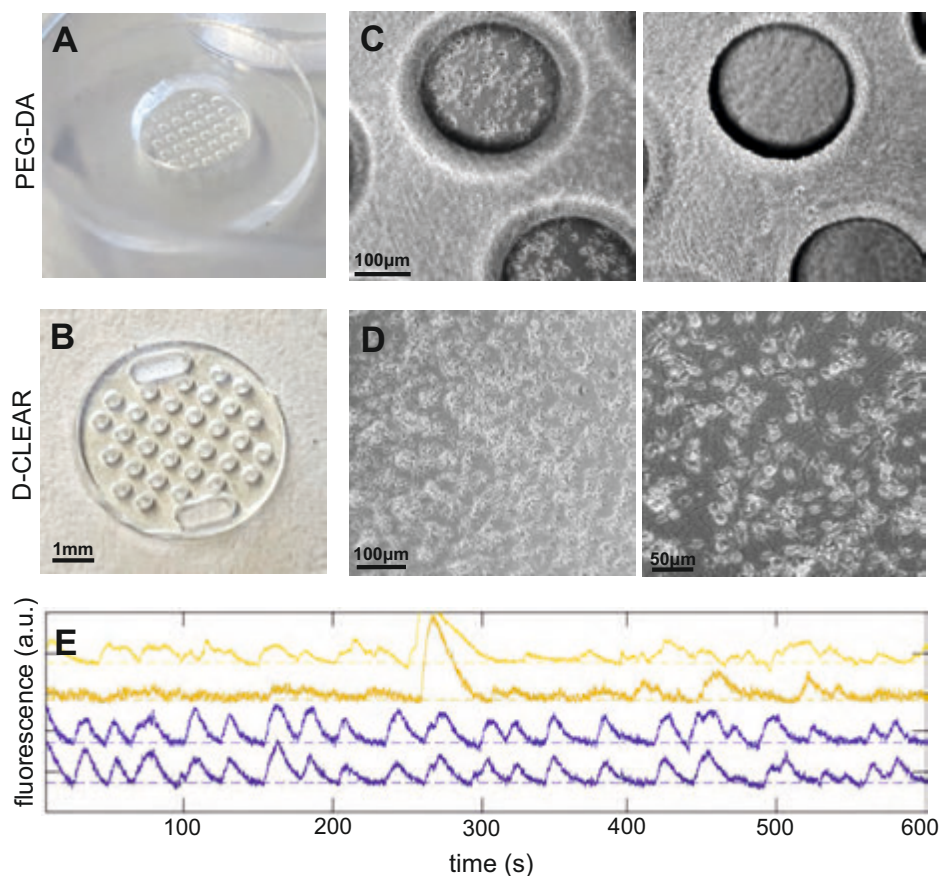 A
C
PEG-DA
100µm
B
D
D-CLEAR
1mm
100µm
50µm
E
fluorescence (a.u.)
100
200
300
400
500
600
time (s)